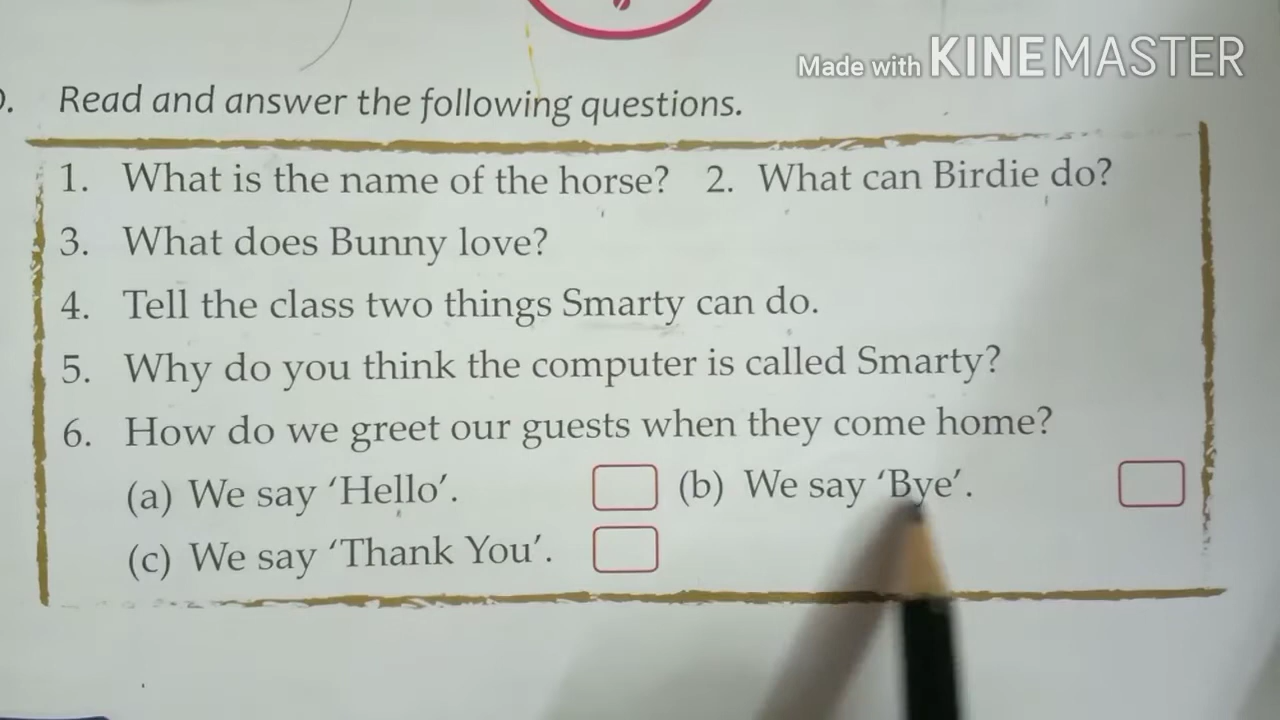 Made with KINEMASTER
Read and answer the following questions.
1. What is the name of the horse? 2. What can Birdie do?
3. What does Bunny love?
4. Tell the class two things Smarty can do.
5. Why do you think the computer is called Smarty?
6. How do we greet our guests when they come home?
(a) We say ‘Hello’. (b) We say ‘Bye’.
(c) We say ‘Thank You’.